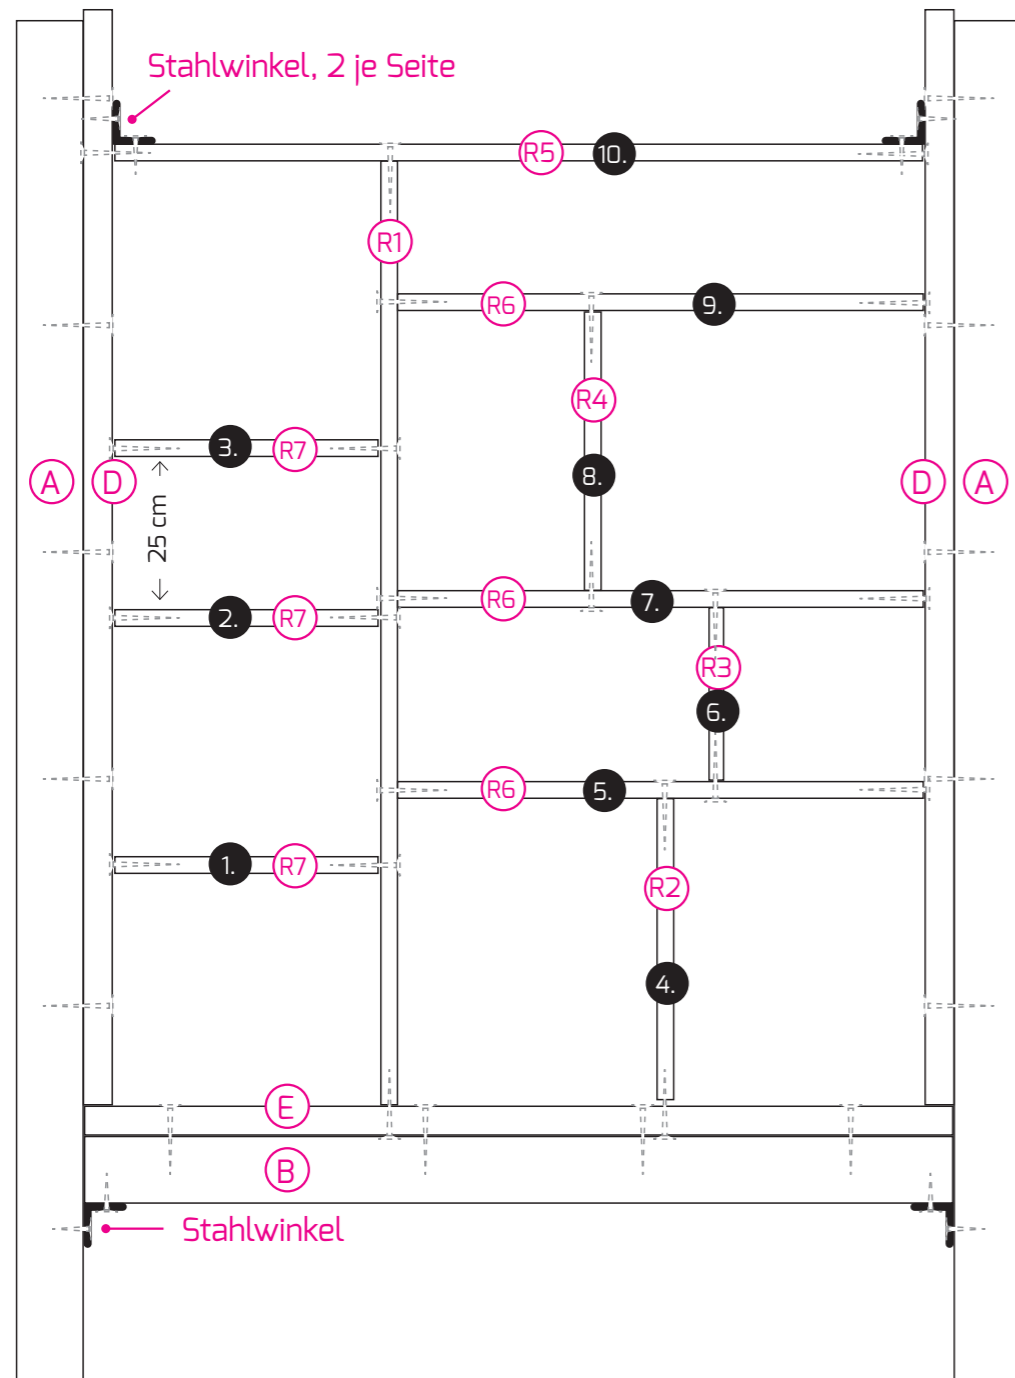 Stahlwinkel, 2 je Seite
R5 10.
R1
R6 9.
R4
3. R7
A D 8. D A
25 cm
R6 7.
2. R7
R3
6.
R6 5.
1. R7
R2
4.
E
B
Stahlwinkel